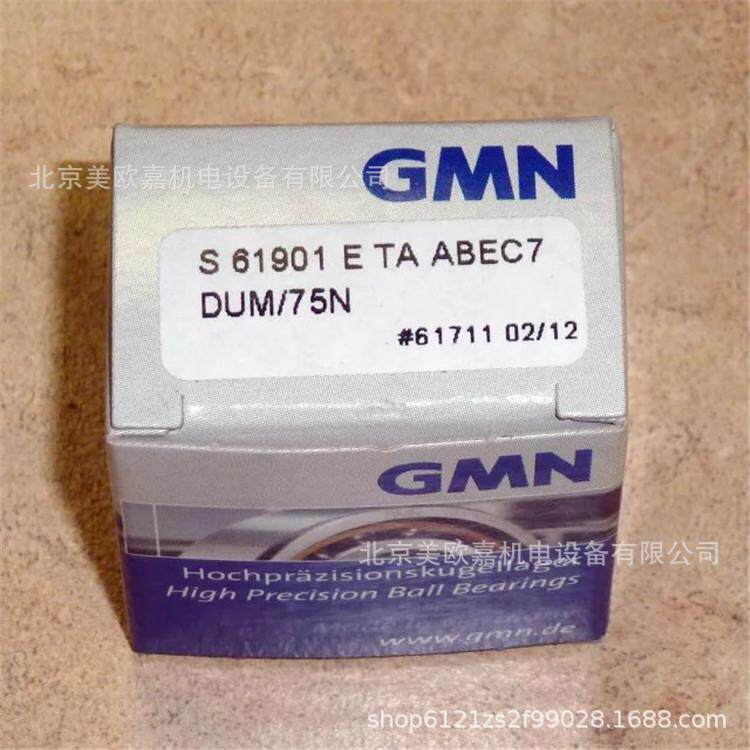 GMN
北京美欧嘉机电设备有限公司
S 61901 E TA ABEC7
DUM/75N
#61711 02/12
GMN
北京美欧嘉机电设备有限公司
Hochpräzisionskugellager
High Precision Ball Bearings
www.gmn.de
shop6121zs2f99028.1688.com